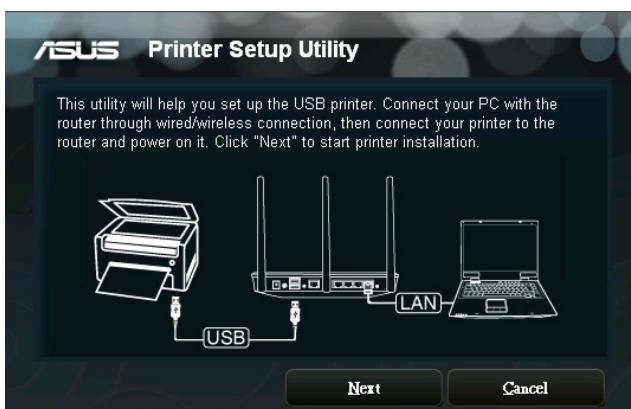 ASUS Printer Setup Utility
This utility will help you set up the USB printer. Connect your PC with the
router through wired/wireless connection, then connect your printer to the
router and power on it. Click "Next" to start printer installation.
LAN
USB
Next Cancel